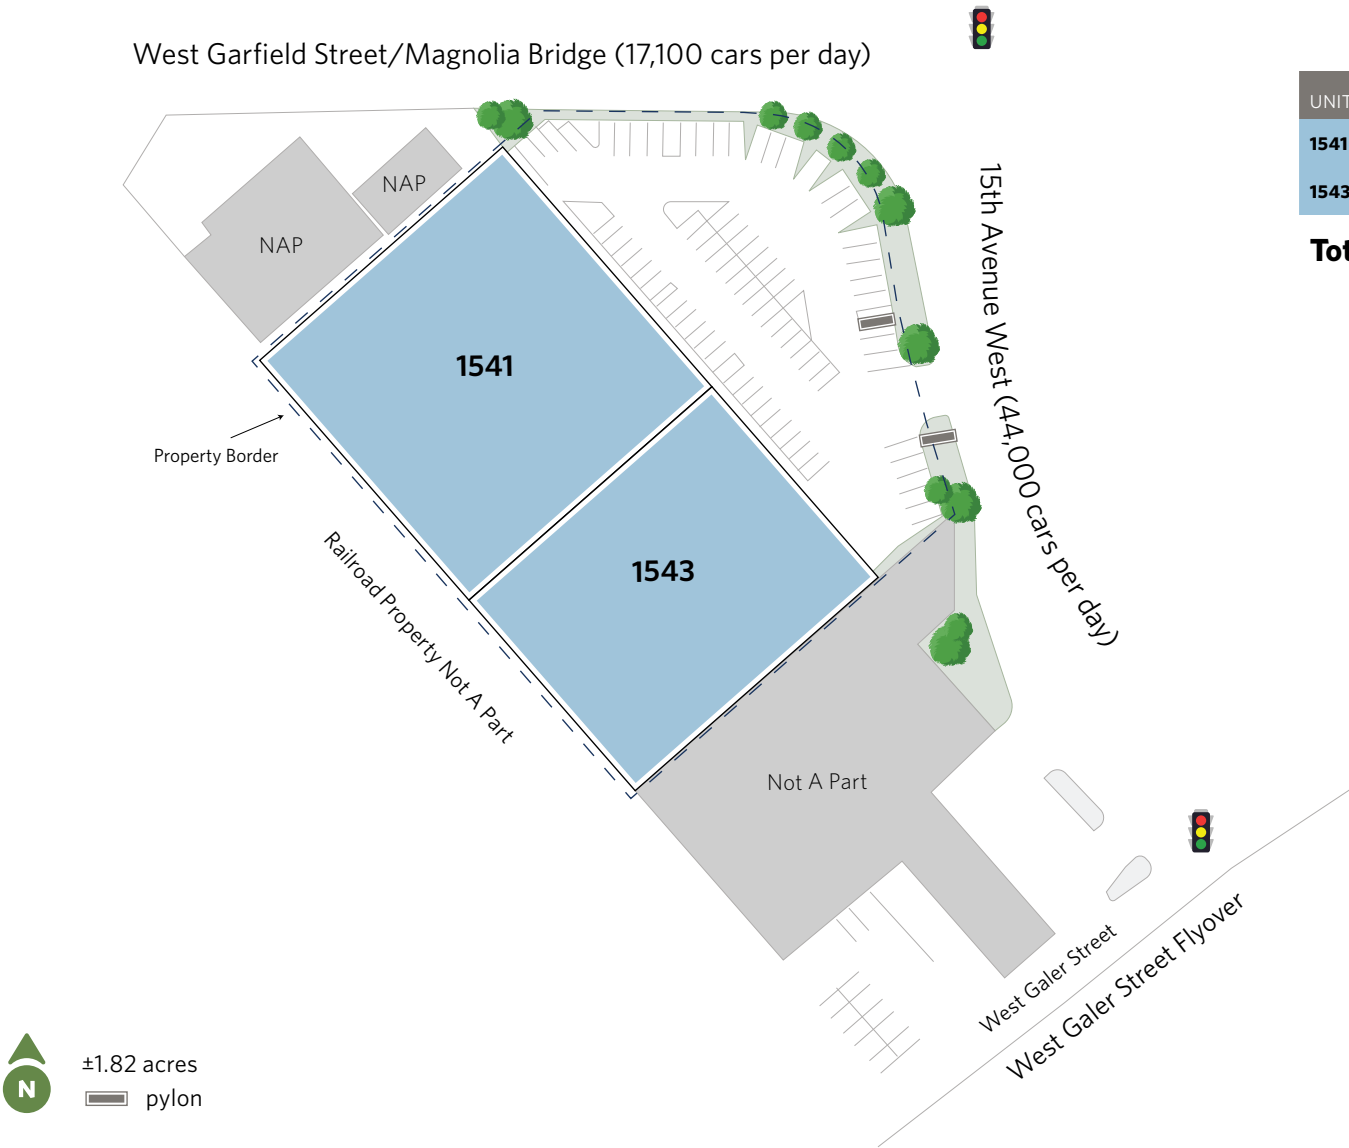 West Garfield Street/Magnolia Bridge (17,100 cars per day)
UNIT
1541
1543
NAP
NAP
15th Avenue West (44,000 cars per day)
1541
Property Border
1543
Railroad Property Not A Part
Not A Part
West Galer Street
West Galer Street Flyover
N
±1.82 acres
pylon